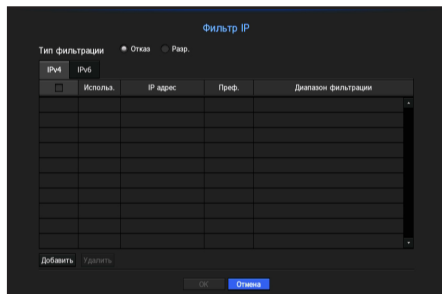 Фильтр IP
Тип фильтрации Отказ Разр.
IPv4 IPv6
Использ. IP адрес Преф. Диапазон фильтрации
Добавить Удалить
OK Отмена